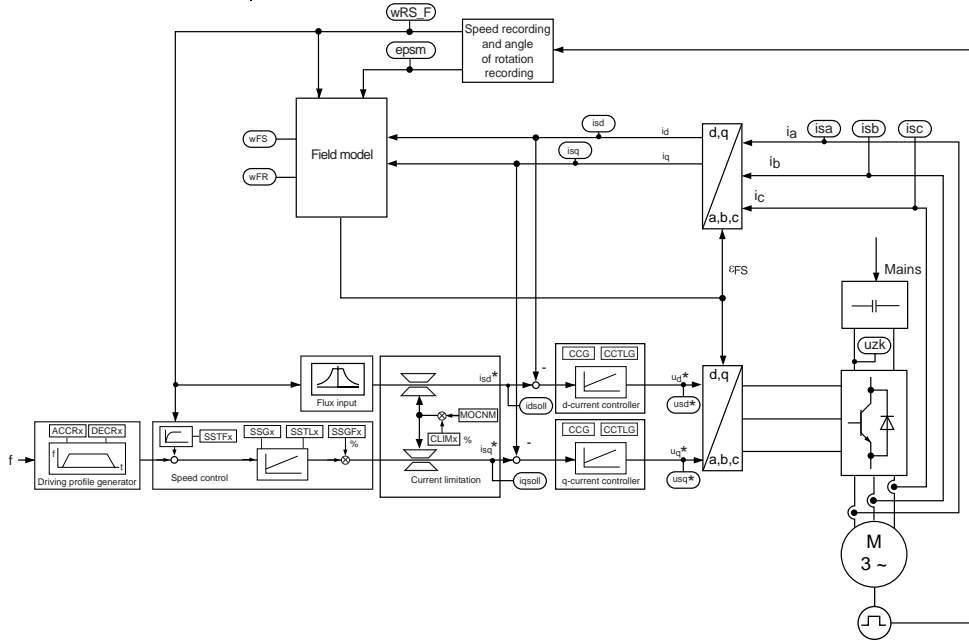 wRS_F
epsm
Speed recording
and angle
of rotation
recording
wFS
wFR
Field model
isd
isq
id
iq
d,q
a,b,c
ia
ib
ic
isa
isb
isc
εFS
Mains
uzk
Flux input
isd*
idsoll
-
CCG
CCTLG
d-current controller
ud*
usd*
d,q
a,b,c
MOCNM
CLIMx
%
Current limitation
isq*
iqsoll
-
CCG
CCTLG
q-current controller
uq*
usq*
f
ACCRx
DECRx
f
t
Driving profile generator
SSTFx
SSGx
SSTLx
SSGFx
%
Speed control
M
3 ~